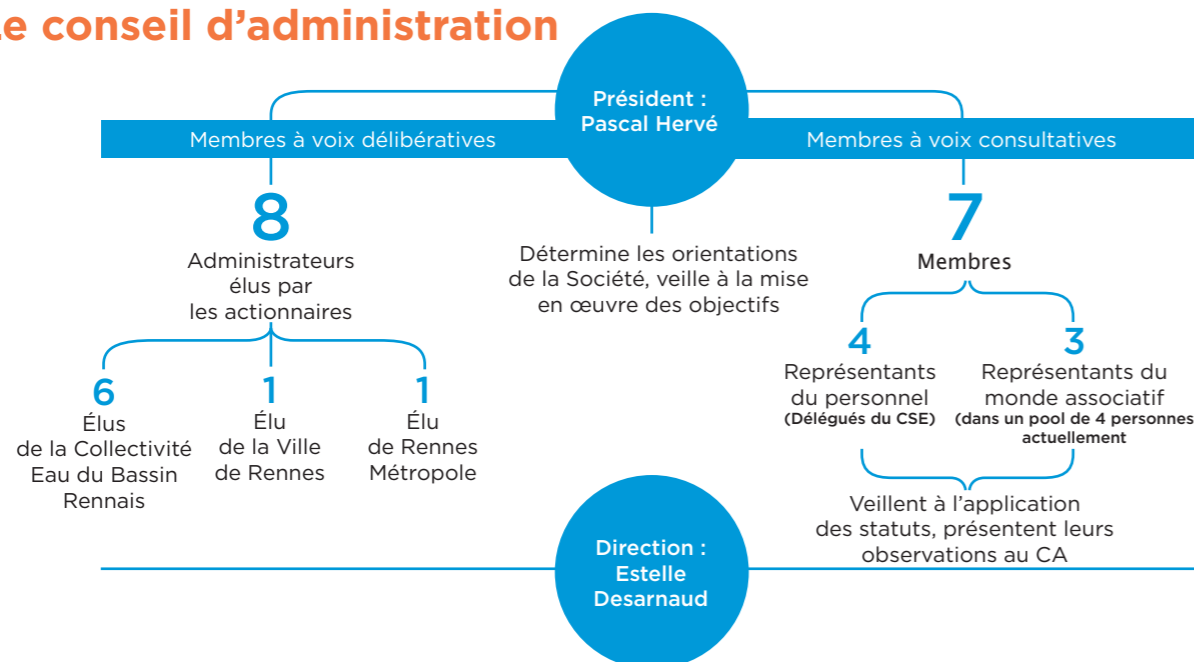 Le conseil d’administration
Président :
Pascal Hervé
Membres à voix délibératives
Membres à voix consultatives
8
Administrateurs
élus par
les actionnaires
6
Élus
de la Collectivité
Eau du Bassin
Rennais
1
Élu
de la Ville
de Rennes
1
Élu
de Rennes
Métropole
Détermine les orientations
de la Société, veille à la mise
en œuvre des objectifs
7
Membres
4
Représentants
du personnel
(Délégués du CSE)
3
Représentants du
monde associatif
(dans un pool de 4 personnes
actuellement
Veillent à l’application
des statuts, présentent leurs
observations au CA
Direction :
Estelle
Desarnaud